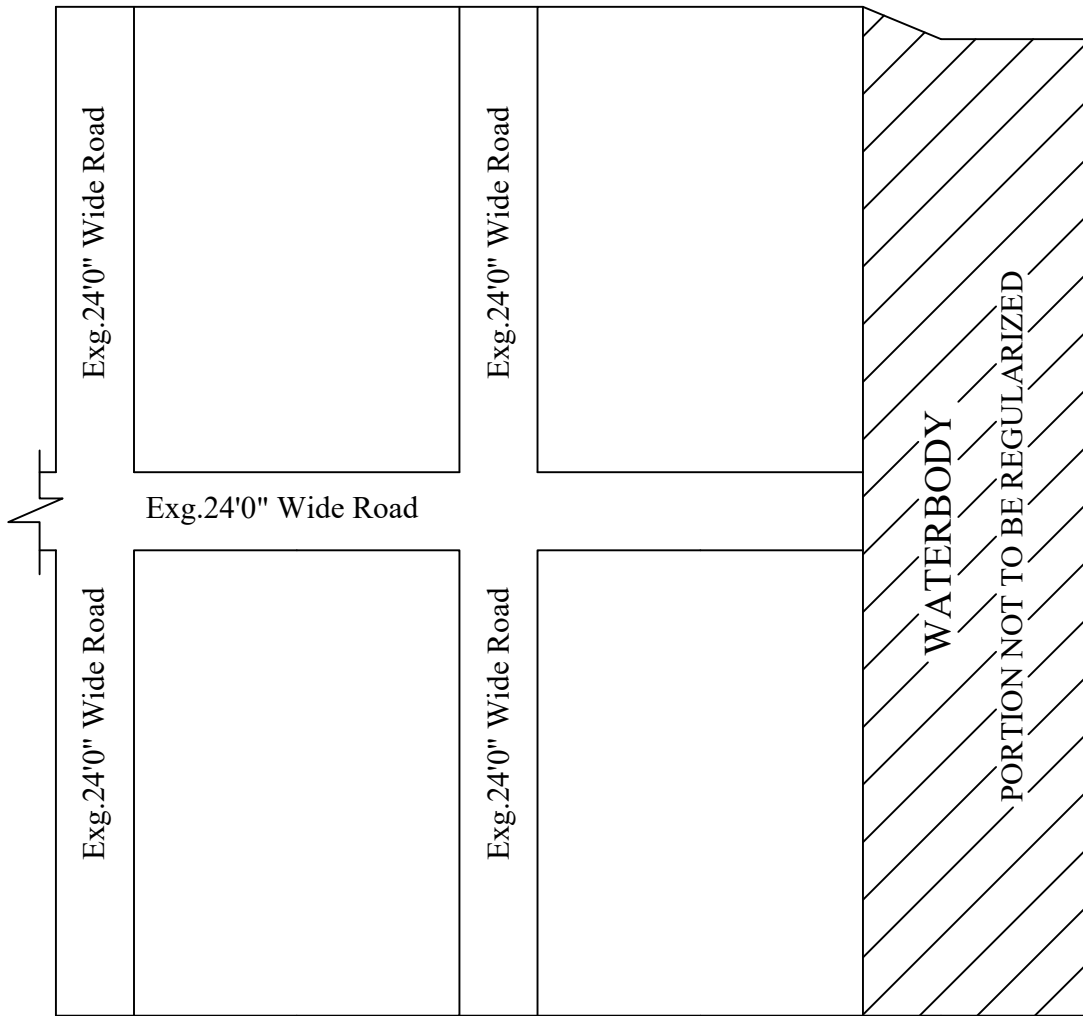 Exg.24'0" Wide Road
Exg.24'0" Wide Road
Exg.24'0" Wide Road
Exg.24'0" Wide Road
Exg.24'0" Wide Road
WATERBODY
PORTION NOT TO BE REGULARIZED